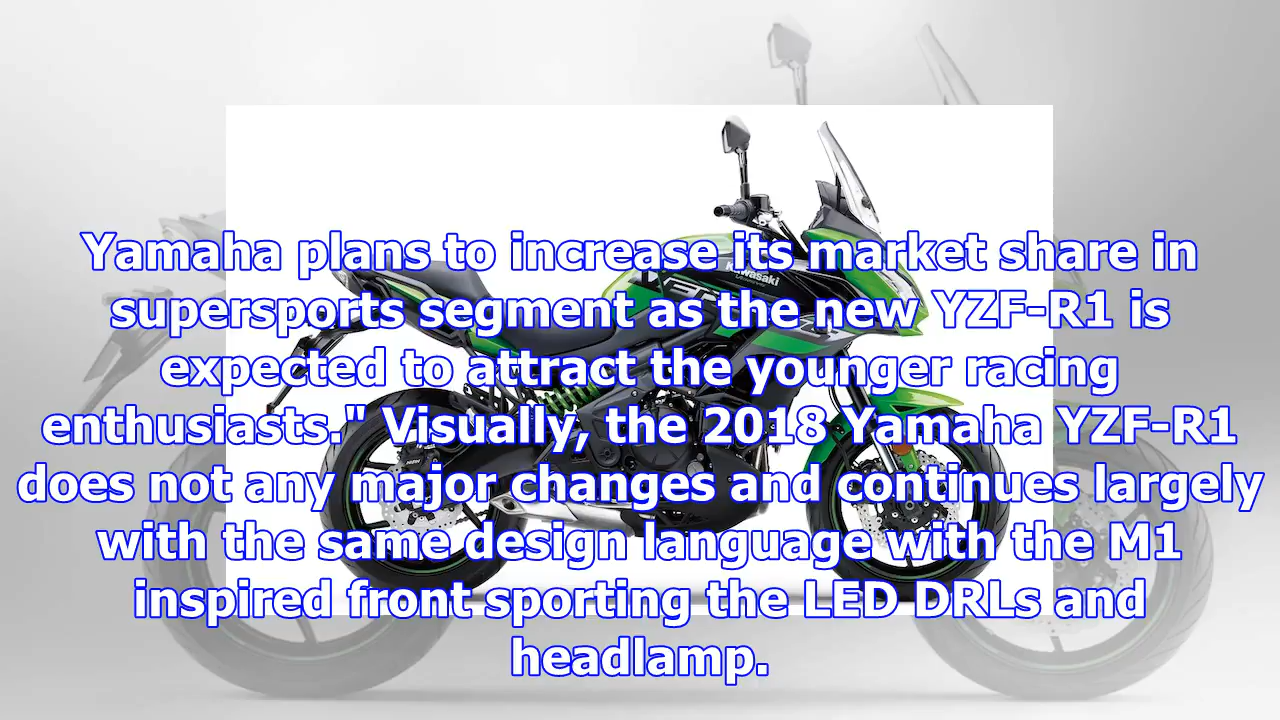 Yamaha plans to increase its market share in
supersports segment as the new YZF-R1 is
expected to attract the younger racing
enthusiasts." Visually, the 2018 Yamaha YZF-R1
does not any major changes and continues largely
with the same design language with the M1
inspired front sporting the LED DRLs and
headlamp.
Kawasaki